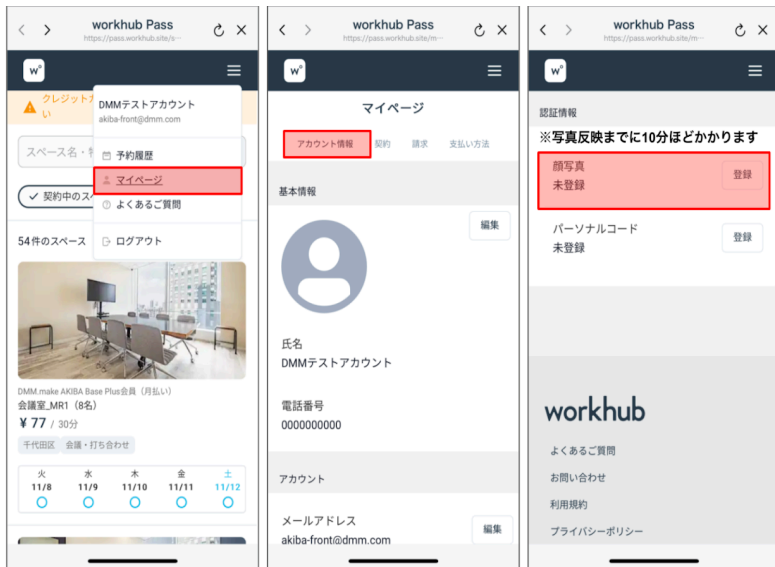 workhub Pass
https://pass.workhub.site/s…
w°
クレジット
い
DMMテストアカウント
akiba-front@dmm.com
予約履歴
マイページ
よくあるご質問
ログアウト
スペース名・
契約中のス
54件のスペース
DMM.make AKIBA Base Plus会員（月払い）
会議室_MR1（8名）
¥ 77 / 30分
千代田区 会議・打ち合わせ
火 水 木 金 土
11/8 11/9 11/10 11/11 11/12
workhub Pass
https://pass.workhub.site/m…
w°
マイページ
アカウント情報 契約 請求 支払い方法
基本情報
編集
氏名
DMMテストアカウント
電話番号
0000000000
アカウント
メールアドレス
編集
akiba-front@dmm.com
workhub Pass
https://pass.workhub.site/m…
w°
認証情報
※写真反映までに10分ほどかかります
顔写真
未登録
登録
パーソナルコード
未登録
登録
workhub
よくあるご質問
お問い合わせ
利用規約
プライバシーポリシー